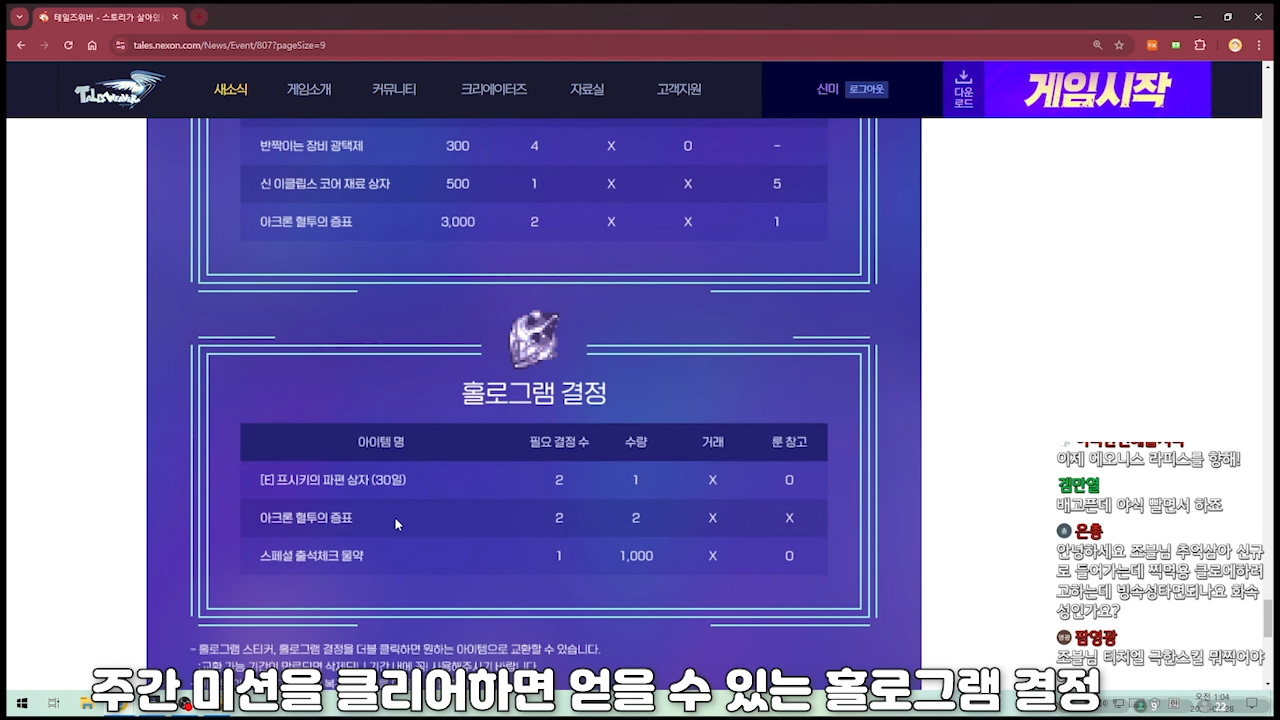 테일즈위버 - 스토리가 살아있
tales.nexon.com/News/Event/807?pageSize=9
TalesWeaver
새소식 게임소개 커뮤니티 크리에이터즈 자료실 고객지원 신미 로그아웃
다운
로드
게임시작
반짝이는 장비 광택제 300 4 X O -
신 이클립스 코어 재료 상자 500 1 X X 5
아크론 혈투의 증표 3,000 2 X X 1
홀로그램 결정
아이템 명 필요 결정 수 수량 거래 룬 창고
[E] 프시키의 파편 상자 (30일) 2 1 X O
아크론 혈투의 증표 2 2 X X
스페셜 출석체크 물약 1 1,000 X O
- 홀로그램 스티커, 홀로그램 결정을 더블 클릭하면 원하는 아이템으로 교환할 수 있습니다.
이제 에오니스 라피스를 향해!
겜만열
배고픈데 야식 빨면서 하죠
은총
안녕하세요 조블님 추억삼아 신규
로 들어가는데 찍먹용 클로에하려
고하는데 빙속성타면되나요 화속
성인가요?
팜영팡
조블님 티치엘 극한스킬 뭐찍어야
주간 미션을 클리어하면 얻을 수 있는 홀로그램 결정
오전 1:04